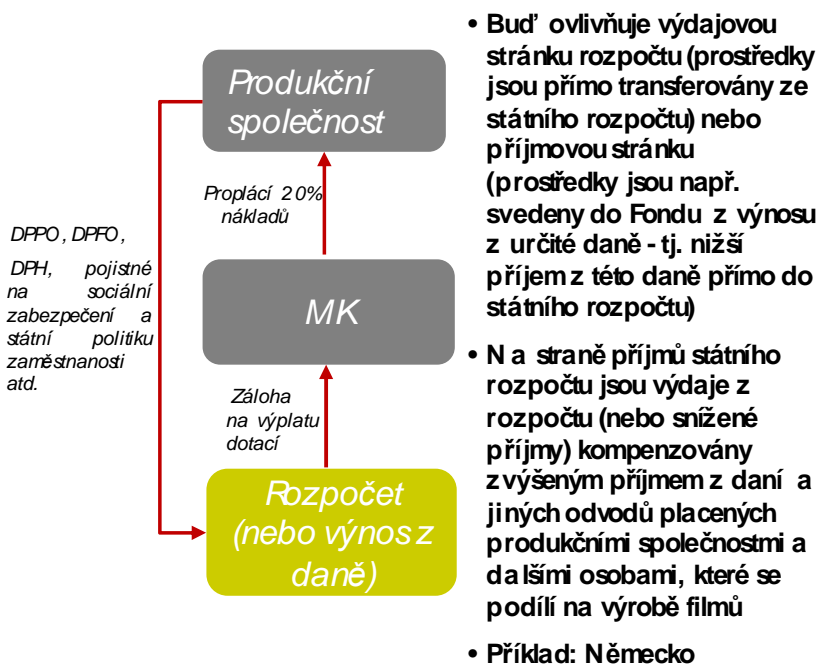 Produkční
společnost
Proplácí 20%
nákladů
DPPO, DPFO,
DPH, pojistné
na sociální
zabezpečení a
státní politiku
zaměstnanosti
atd.
MK
Záloha
na výplatu
dotací
Rozpočet
(nebo výnos z
daně)
• Buď ovlivňuje výdajovou
stránku rozpočtu (prostředky
jsou přímo transferovány ze
státního rozpočtu) nebo
příjmovou stránku
(prostředky jsou např.
svedeny do Fondu z výnosu
z určité daně - tj. nižší
příjem z této daně přímo do
státního rozpočtu)
• Na straně příjmů státního
rozpočtu jsou výdaje z
rozpočtu (nebo snížené
příjmy) kompenzovány
zvýšeným příjmem z daní a
jiných odvodů placených
produkčními společnostmi a
dalšími osobami, které se
podílí na výrobě filmů
• Příklad: Německo